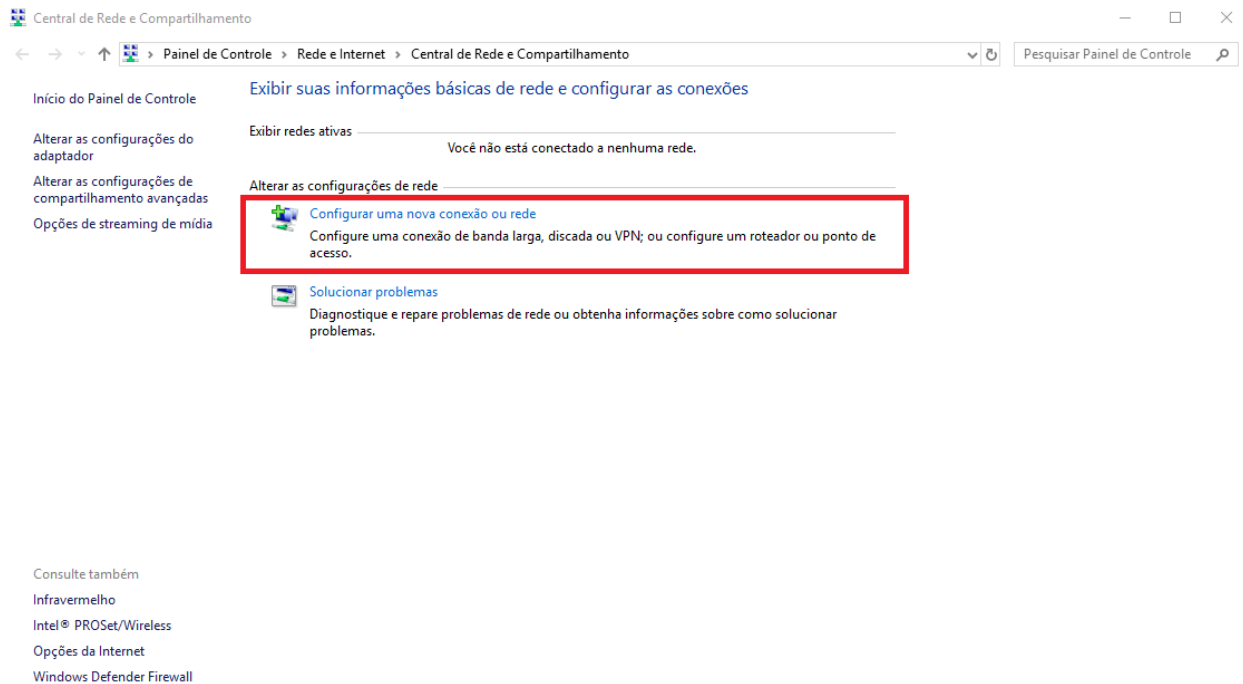 Central de Rede e Compartilhamento
Painel de Controle > Rede e Internet > Central de Rede e Compartilhamento
Pesquisar Painel de Controle
Início do Painel de Controle
Alterar as configurações do
adaptador
Alterar as configurações de
compartilhamento avançadas
Opções de streaming de mídia
Exibir suas informações básicas de rede e configurar as conexões
Exibir redes ativas
Você não está conectado a nenhuma rede.
Alterar as configurações de rede
Configurar uma nova conexão ou rede
Configure uma conexão de banda larga, discada ou VPN; ou configure um roteador ou ponto de
acesso.
Solucionar problemas
Diagnostique e repare problemas de rede ou obtenha informações sobre como solucionar
problemas.
Consulte também
Infravermelho
Intel® PROSet/Wireless
Opções da Internet
Windows Defender Firewall